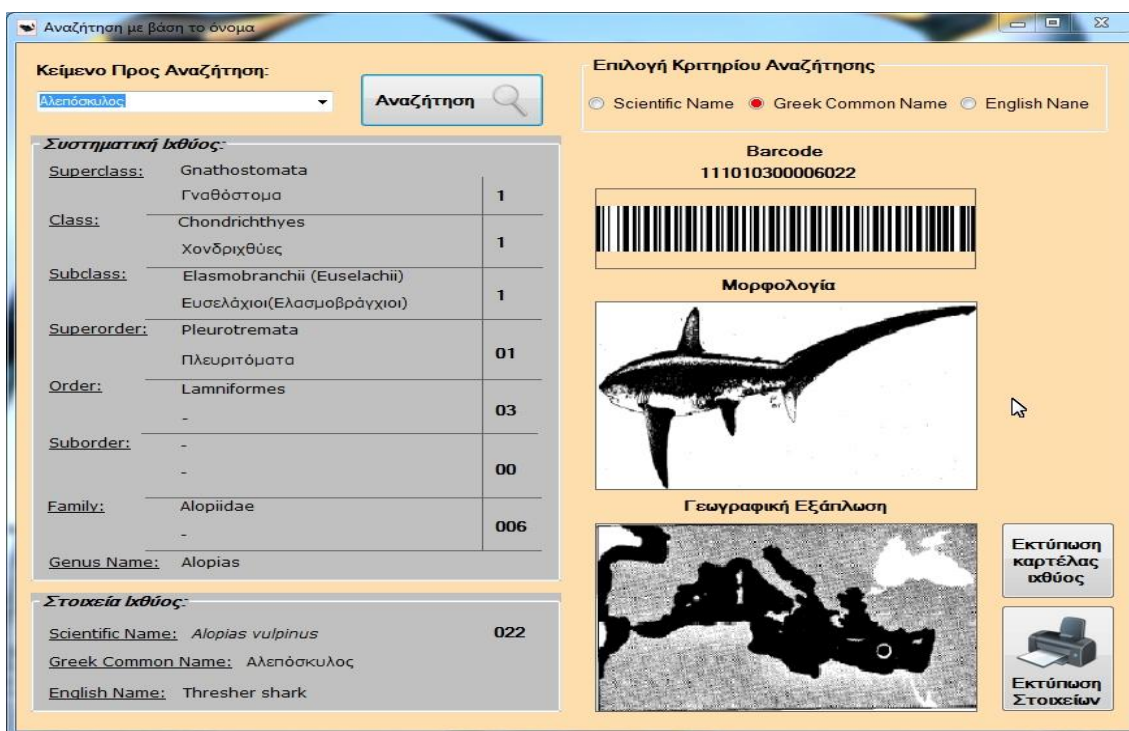 Αναζήτηση με βάση το όνομα
Κείμενο Προς Αναζήτηση:
Αλεπόσκυλος
Αναζήτηση
Επιλογή Κριτηρίου Αναζήτησης
Scientific Name Greek Common Name English Nane
Συστηματική Ιχθύος:
Superclass: Gnathostomata
Γναθόστομα 1
Class: Chondrichthyes
Χονδριχθύες 1
Subclass: Elasmobranchii (Euselachii)
Ευσελάχιοι(Ελασμοβράγχιοι) 1
Superorder: Pleurotremata
Πλευριτόματα 01
Order: Lamniformes
- 03
Suborder: -
- 00
Family: Alopiidae
- 006
Genus Name: Alopias
Στοιχεία Ιχθύος:
Scientific Name: Alopias vulpinus 022
Greek Common Name: Αλεπόσκυλος
English Name: Thresher shark
Barcode
111010300006022
Μορφολογία
Γεωγραφική Εξάπλωση
Εκτύπωση
καρτέλας
ιχθύος
Εκτύπωση
Στοιχείων